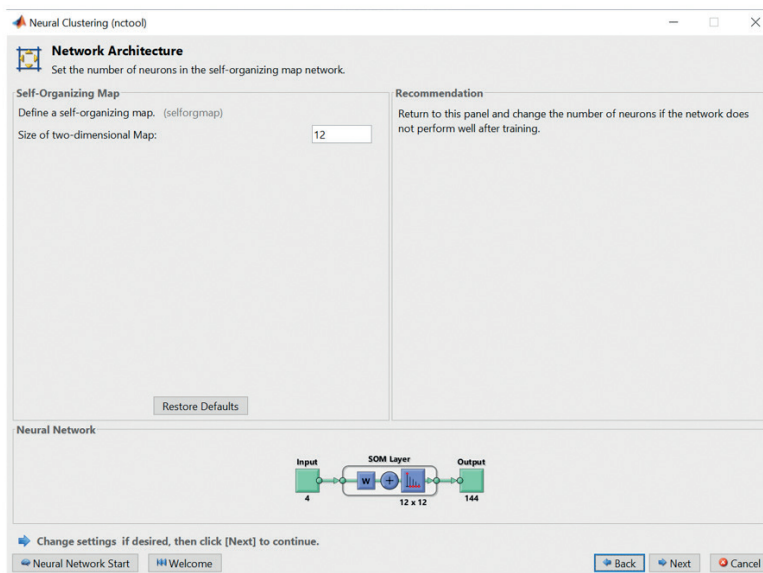 Neural Clustering (nctool)
Network Architecture
Set the number of neurons in the self-organizing map network.
Self-Organizing Map
Define a self-organizing map. (selforgmap)
Size of two-dimensional Map: 12
Restore Defaults
Recommendation
Return to this panel and change the number of neurons if the network does
not perform well after training.
Neural Network
Input
SOM Layer
Output
W
+
4
12 x 12
144
Change settings if desired, then click [Next] to continue.
Neural Network Start
Welcome
Back
Next
Cancel